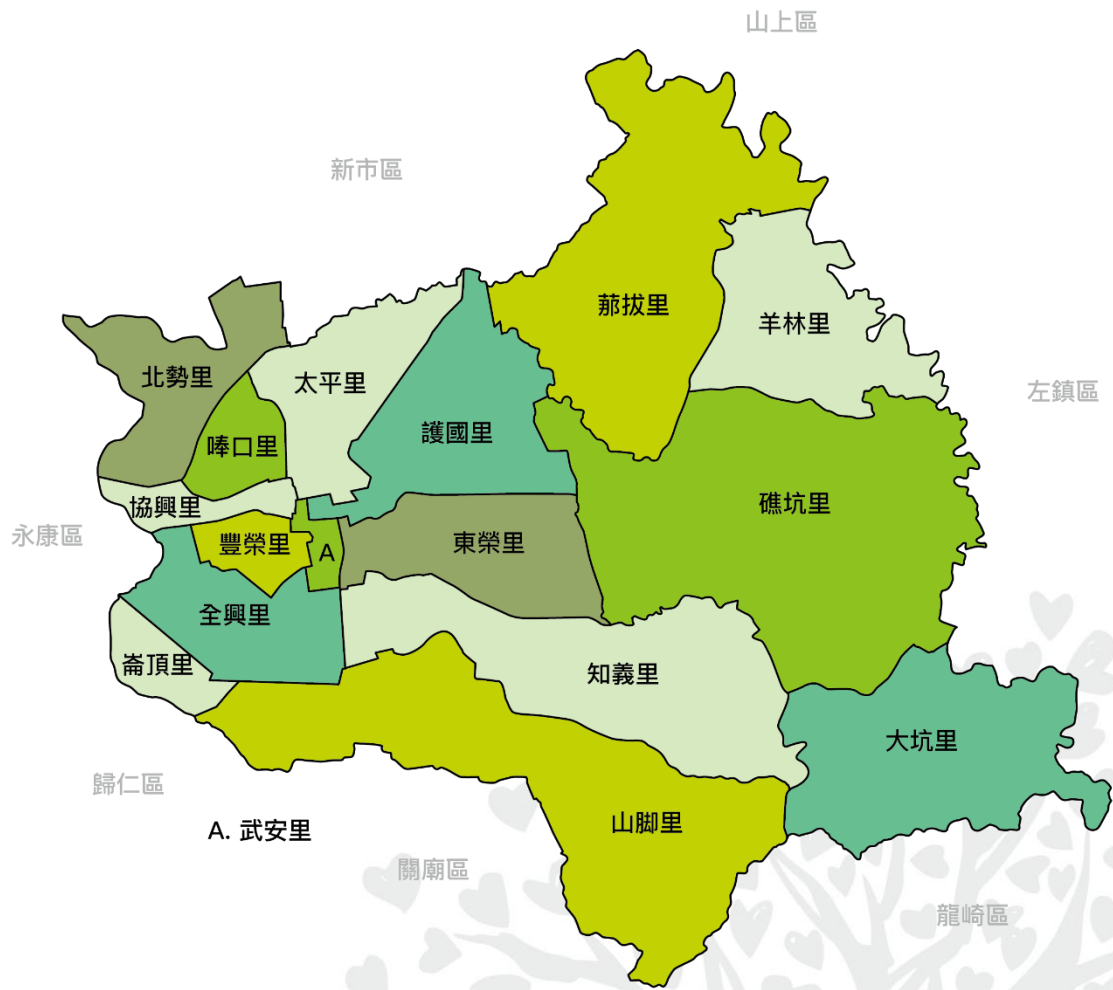 山上區
新市區
那拔里
羊林里
北勢里
太平里
左鎮區
護國里
唪口里
礁坑里
協興里
永康區
豐榮里
A
東榮里
全興里
崙頂里
知義里
大坑里
歸仁區
山脚里
A. 武安里
關廟區
龍崎區